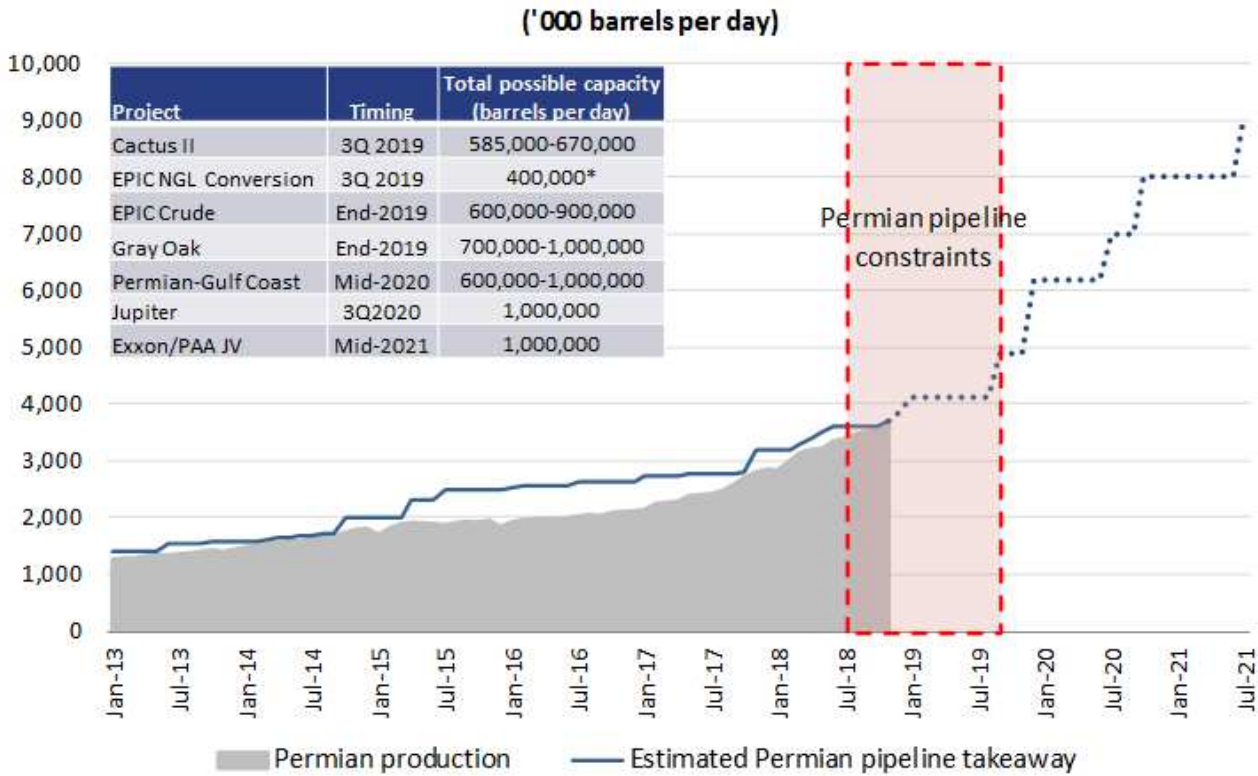 ('000 barrels per day)
10,000
9,000
8,000
7,000
6,000
5,000
4,000
3,000
2,000
1,000
0
Project Timing Total possible capacity (barrels per day)
Cactus II 3Q 2019 585,000-670,000
EPIC NGL Conversion 3Q 2019 400,000*
EPIC Crude End-2019 600,000-900,000
Gray Oak End-2019 700,000-1,000,000
Permian-Gulf Coast Mid-2020 600,000-1,000,000
Jupiter 3Q2020 1,000,000
Exxon/PAA JV Mid-2021 1,000,000
Permian pipeline
constraints
Jan-13
Jul-13
Jan-14
Jul-14
Jan-15
Jul-15
Jan-16
Jul-16
Jan-17
Jul-17
Jan-18
Jul-18
Jan-19
Jul-19
Jan-20
Jul-20
Jan-21
Jul-21
Permian production
Estimated Permian pipeline takeaway